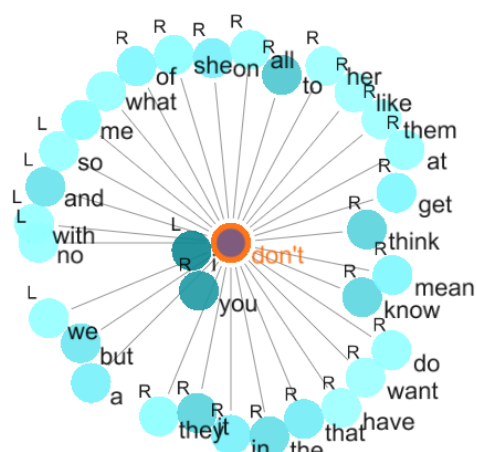 R R R
R of she on R all R
what to R her
R like
me R them
L R
so at
L R
and get
L R
L L think
with R R
no i don't mean
R R
L you know
we R
but R do
a want
R R R R R have
they it R that
in the